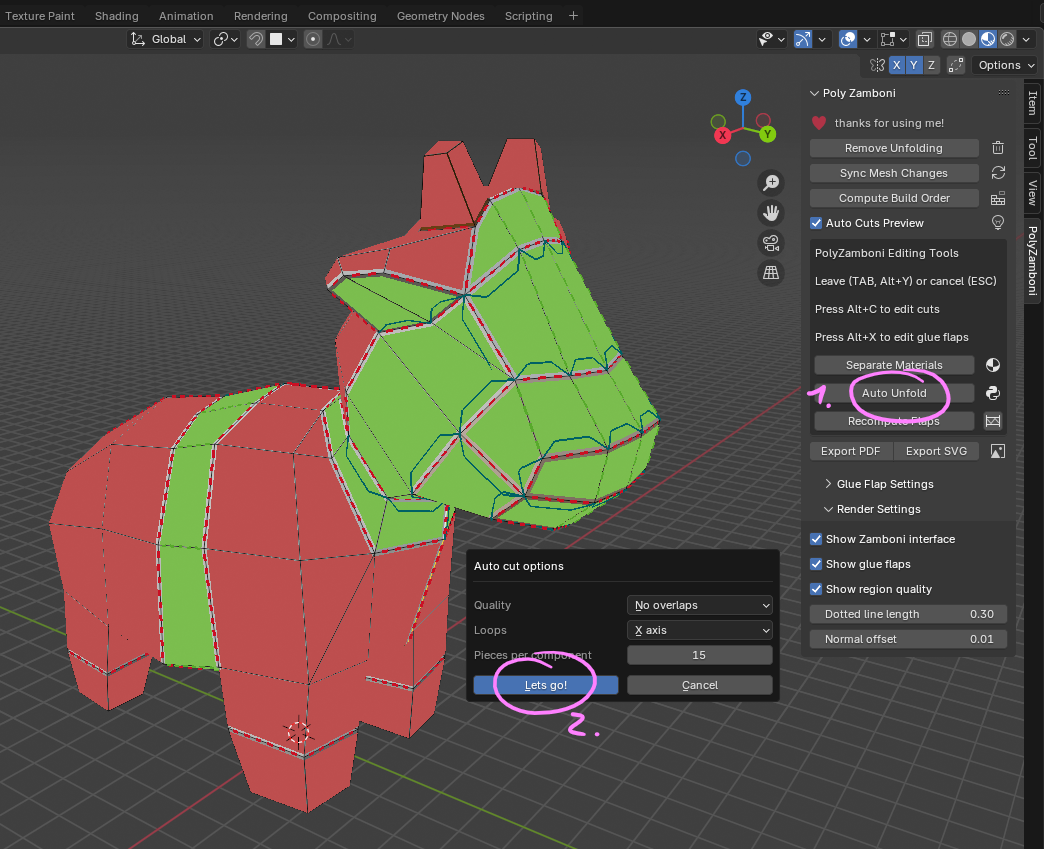 Texture Paint Shading Animation Rendering Compositing Geometry Nodes Scripting +
Global
X Y Z Options
Z
X
Y
Item
Tool
View
PolyZamboni
Poly Zamboni
thanks for using me!
Remove Unfolding
Sync Mesh Changes
Compute Build Order
Auto Cuts Preview
PolyZamboni Editing Tools
Leave (TAB, Alt+Y) or cancel (ESC)
Press Alt+C to edit cuts
Press Alt+X to edit glue flaps
Separate Materials
1. Auto Unfold
Recompute Flaps
Export PDF Export SVG
Glue Flap Settings
Render Settings
Show Zamboni interface
Show glue flaps
Show region quality
Dotted line length 0.30
Normal offset 0.01
Auto cut options
Quality No overlaps
Loops X axis
Pieces per component 15
Lets go! Cancel
2.